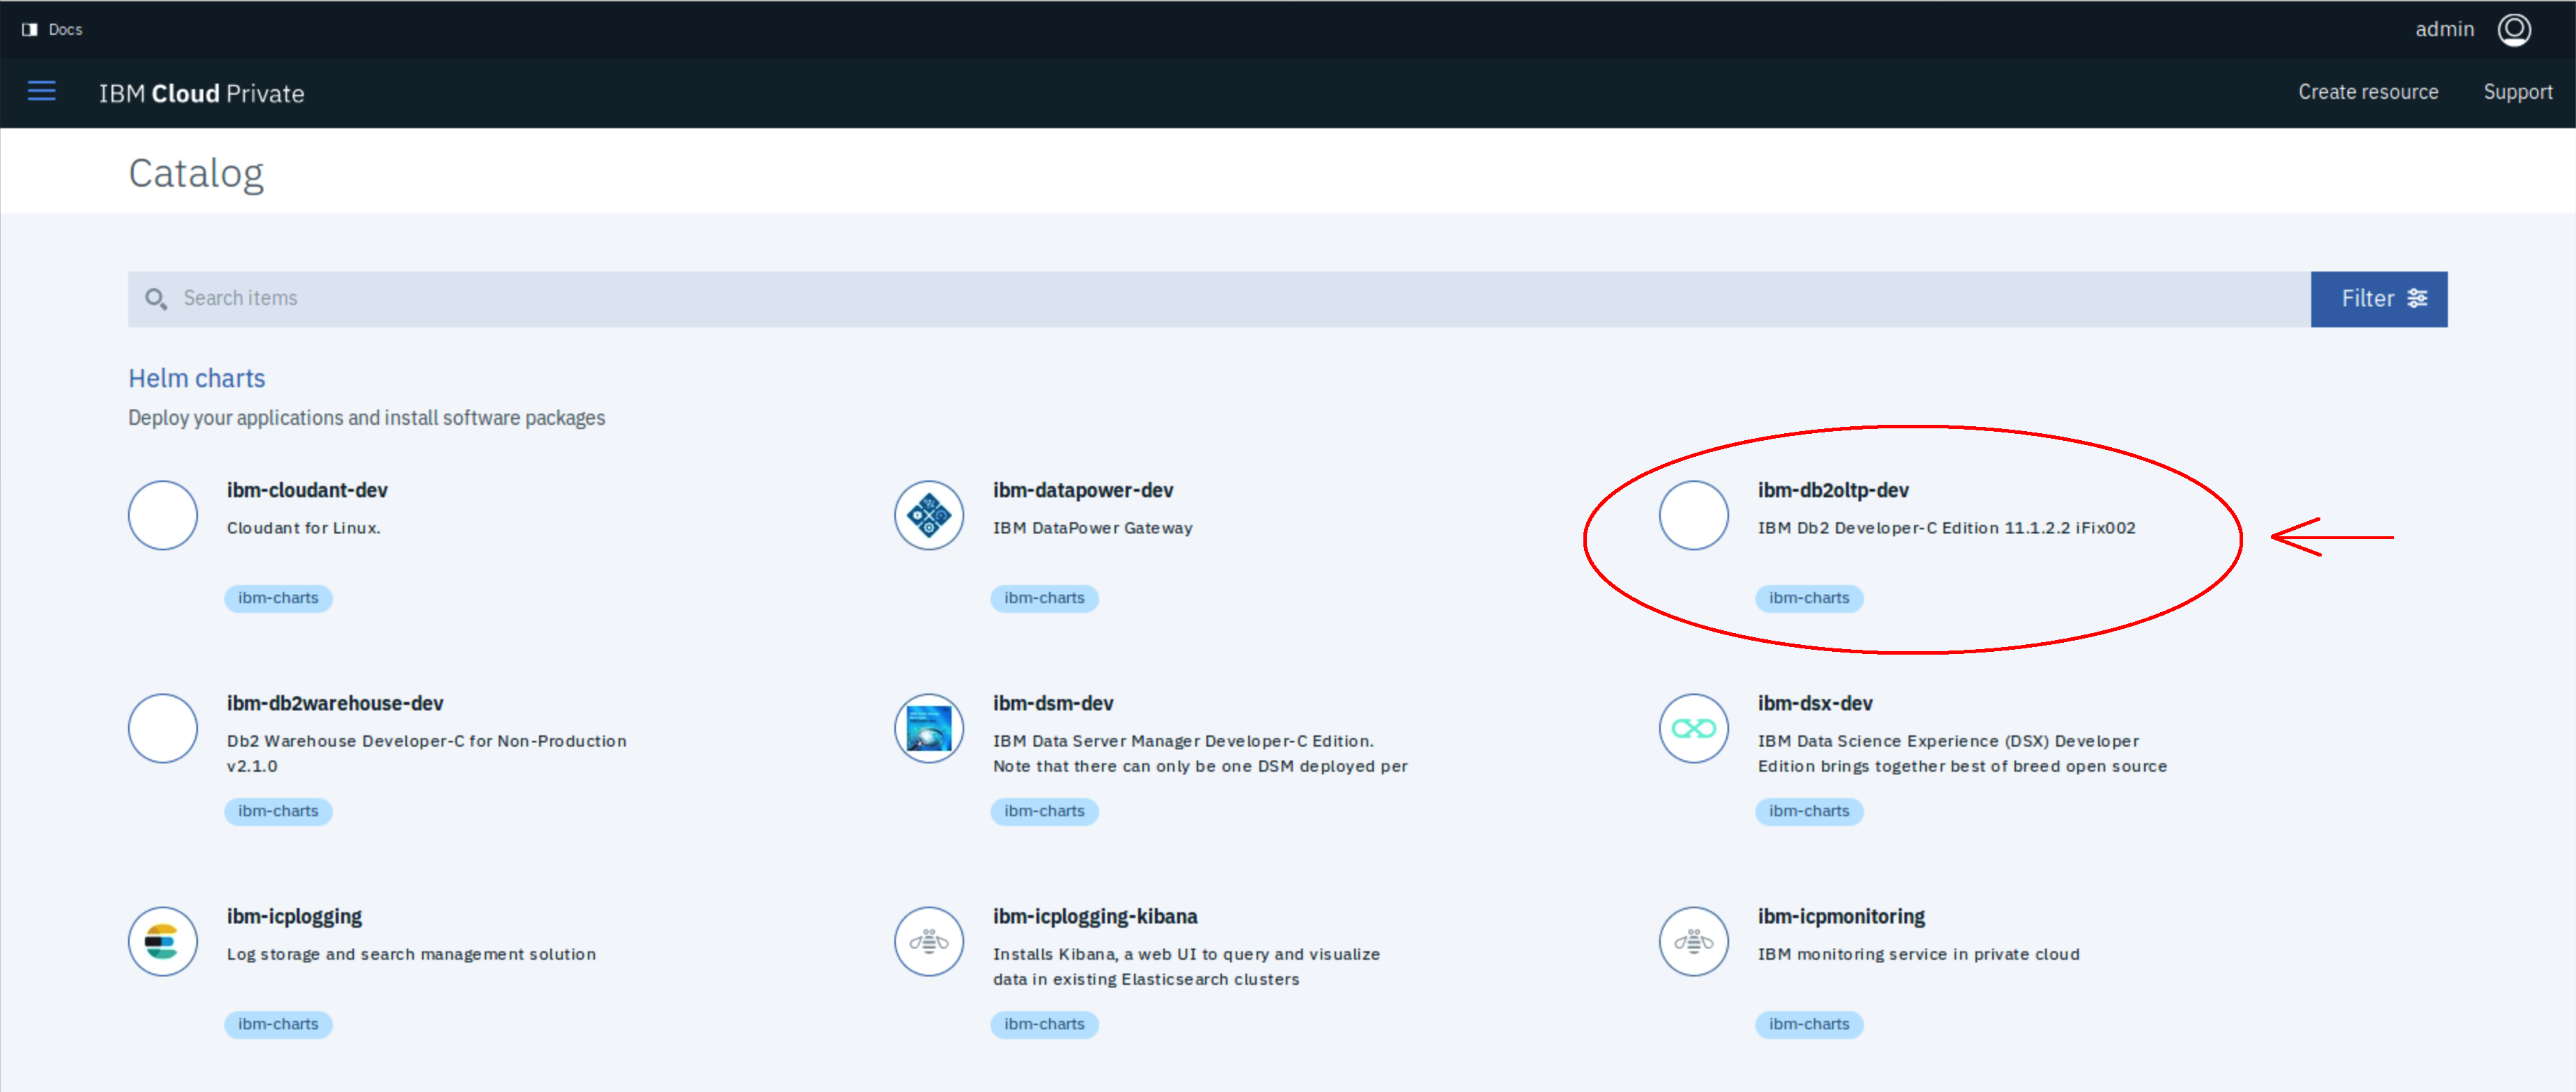 Docs
admin
IBM Cloud Private
Create resource
Support
Catalog
Search items
Filter
Helm charts
Deploy your applications and install software packages
ibm-cloudant-dev
Cloudant for Linux.
ibm-charts
ibm-datapower-dev
IBM DataPower Gateway
ibm-charts
ibm-db2oltp-dev
IBM Db2 Developer-C Edition 11.1.2.2 iFix002
ibm-charts
ibm-db2warehouse-dev
Db2 Warehouse Developer-C for Non-Production
v2.1.0
ibm-charts
ibm-dsm-dev
IBM Data Server Manager Developer-C Edition.
Note that there can only be one DSM deployed per
ibm-charts
ibm-dsx-dev
IBM Data Science Experience (DSX) Developer
Edition brings together best of breed open source
ibm-charts
ibm-icplogging
Log storage and search management solution
ibm-charts
ibm-icplogging-kibana
Installs Kibana, a web UI to query and visualize
data in existing Elasticsearch clusters
ibm-charts
ibm-icpmonitoring
IBM monitoring service in private cloud
ibm-charts